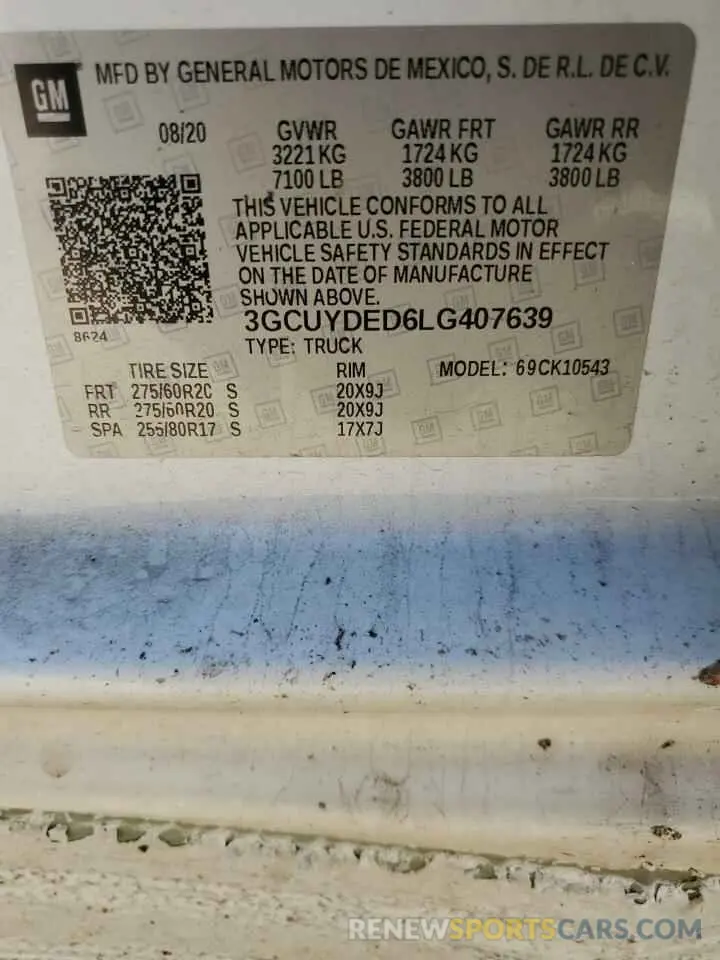 GM MFD BY GENERAL MOTORS DE MEXICO, S. DE R.L. DE C.V.
08/20 GVWR GAWR FRT GAWR RR
3221 KG 1724 KG 1724 KG
7100 LB 3800 LB 3800 LB
THIS VEHICLE CONFORMS TO ALL
APPLICABLE U.S. FEDERAL MOTOR
VEHICLE SAFETY STANDARDS IN EFFECT
ON THE DATE OF MANUFACTURE
SHOWN ABOVE.
3GCUYDED6LG407639
8624
TYPE: TRUCK
TIRE SIZE RIM MODEL: 69CK10543
FRT 275/60R20 S 20X9J
RR 275/60R20 S 20X9J
SPA 255/80R17 S 17X7J
RENEWSPORTSCARS.COM